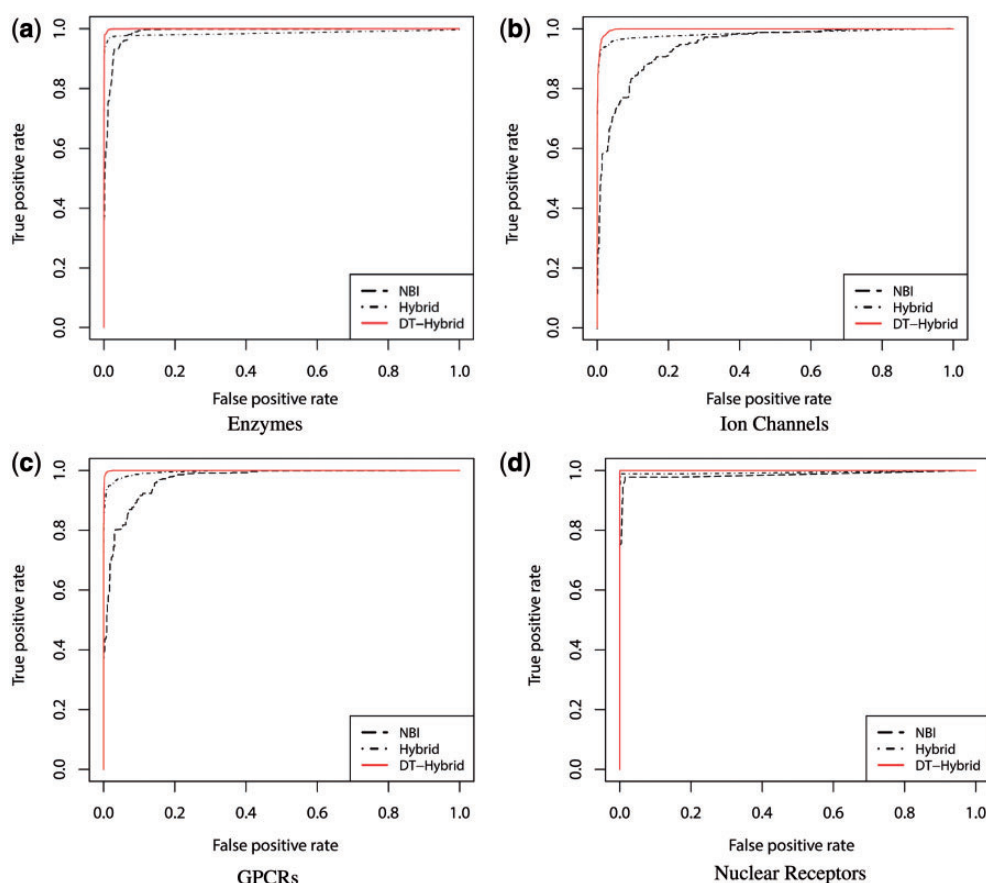 (a)
True positive rate
1.0
0.8
0.6
0.4
0.2
0.0
NBI
Hybrid
DT-Hybrid
0.0 0.2 0.4 0.6 0.8 1.0
False positive rate
Enzymes
(b)
True positive rate
1.0
0.8
0.6
0.4
0.2
0.0
NBI
Hybrid
DT-Hybrid
0.0 0.2 0.4 0.6 0.8 1.0
False positive rate
Ion Channels
(c)
True positive rate
1.0
0.8
0.6
0.4
0.2
0.0
NBI
Hybrid
DT-Hybrid
0.0 0.2 0.4 0.6 0.8 1.0
False positive rate
GPCRs
(d)
True positive rate
1.0
0.8
0.6
0.4
0.2
0.0
NBI
Hybrid
DT-Hybrid
0.0 0.2 0.4 0.6 0.8 1.0
False positive rate
Nuclear Receptors